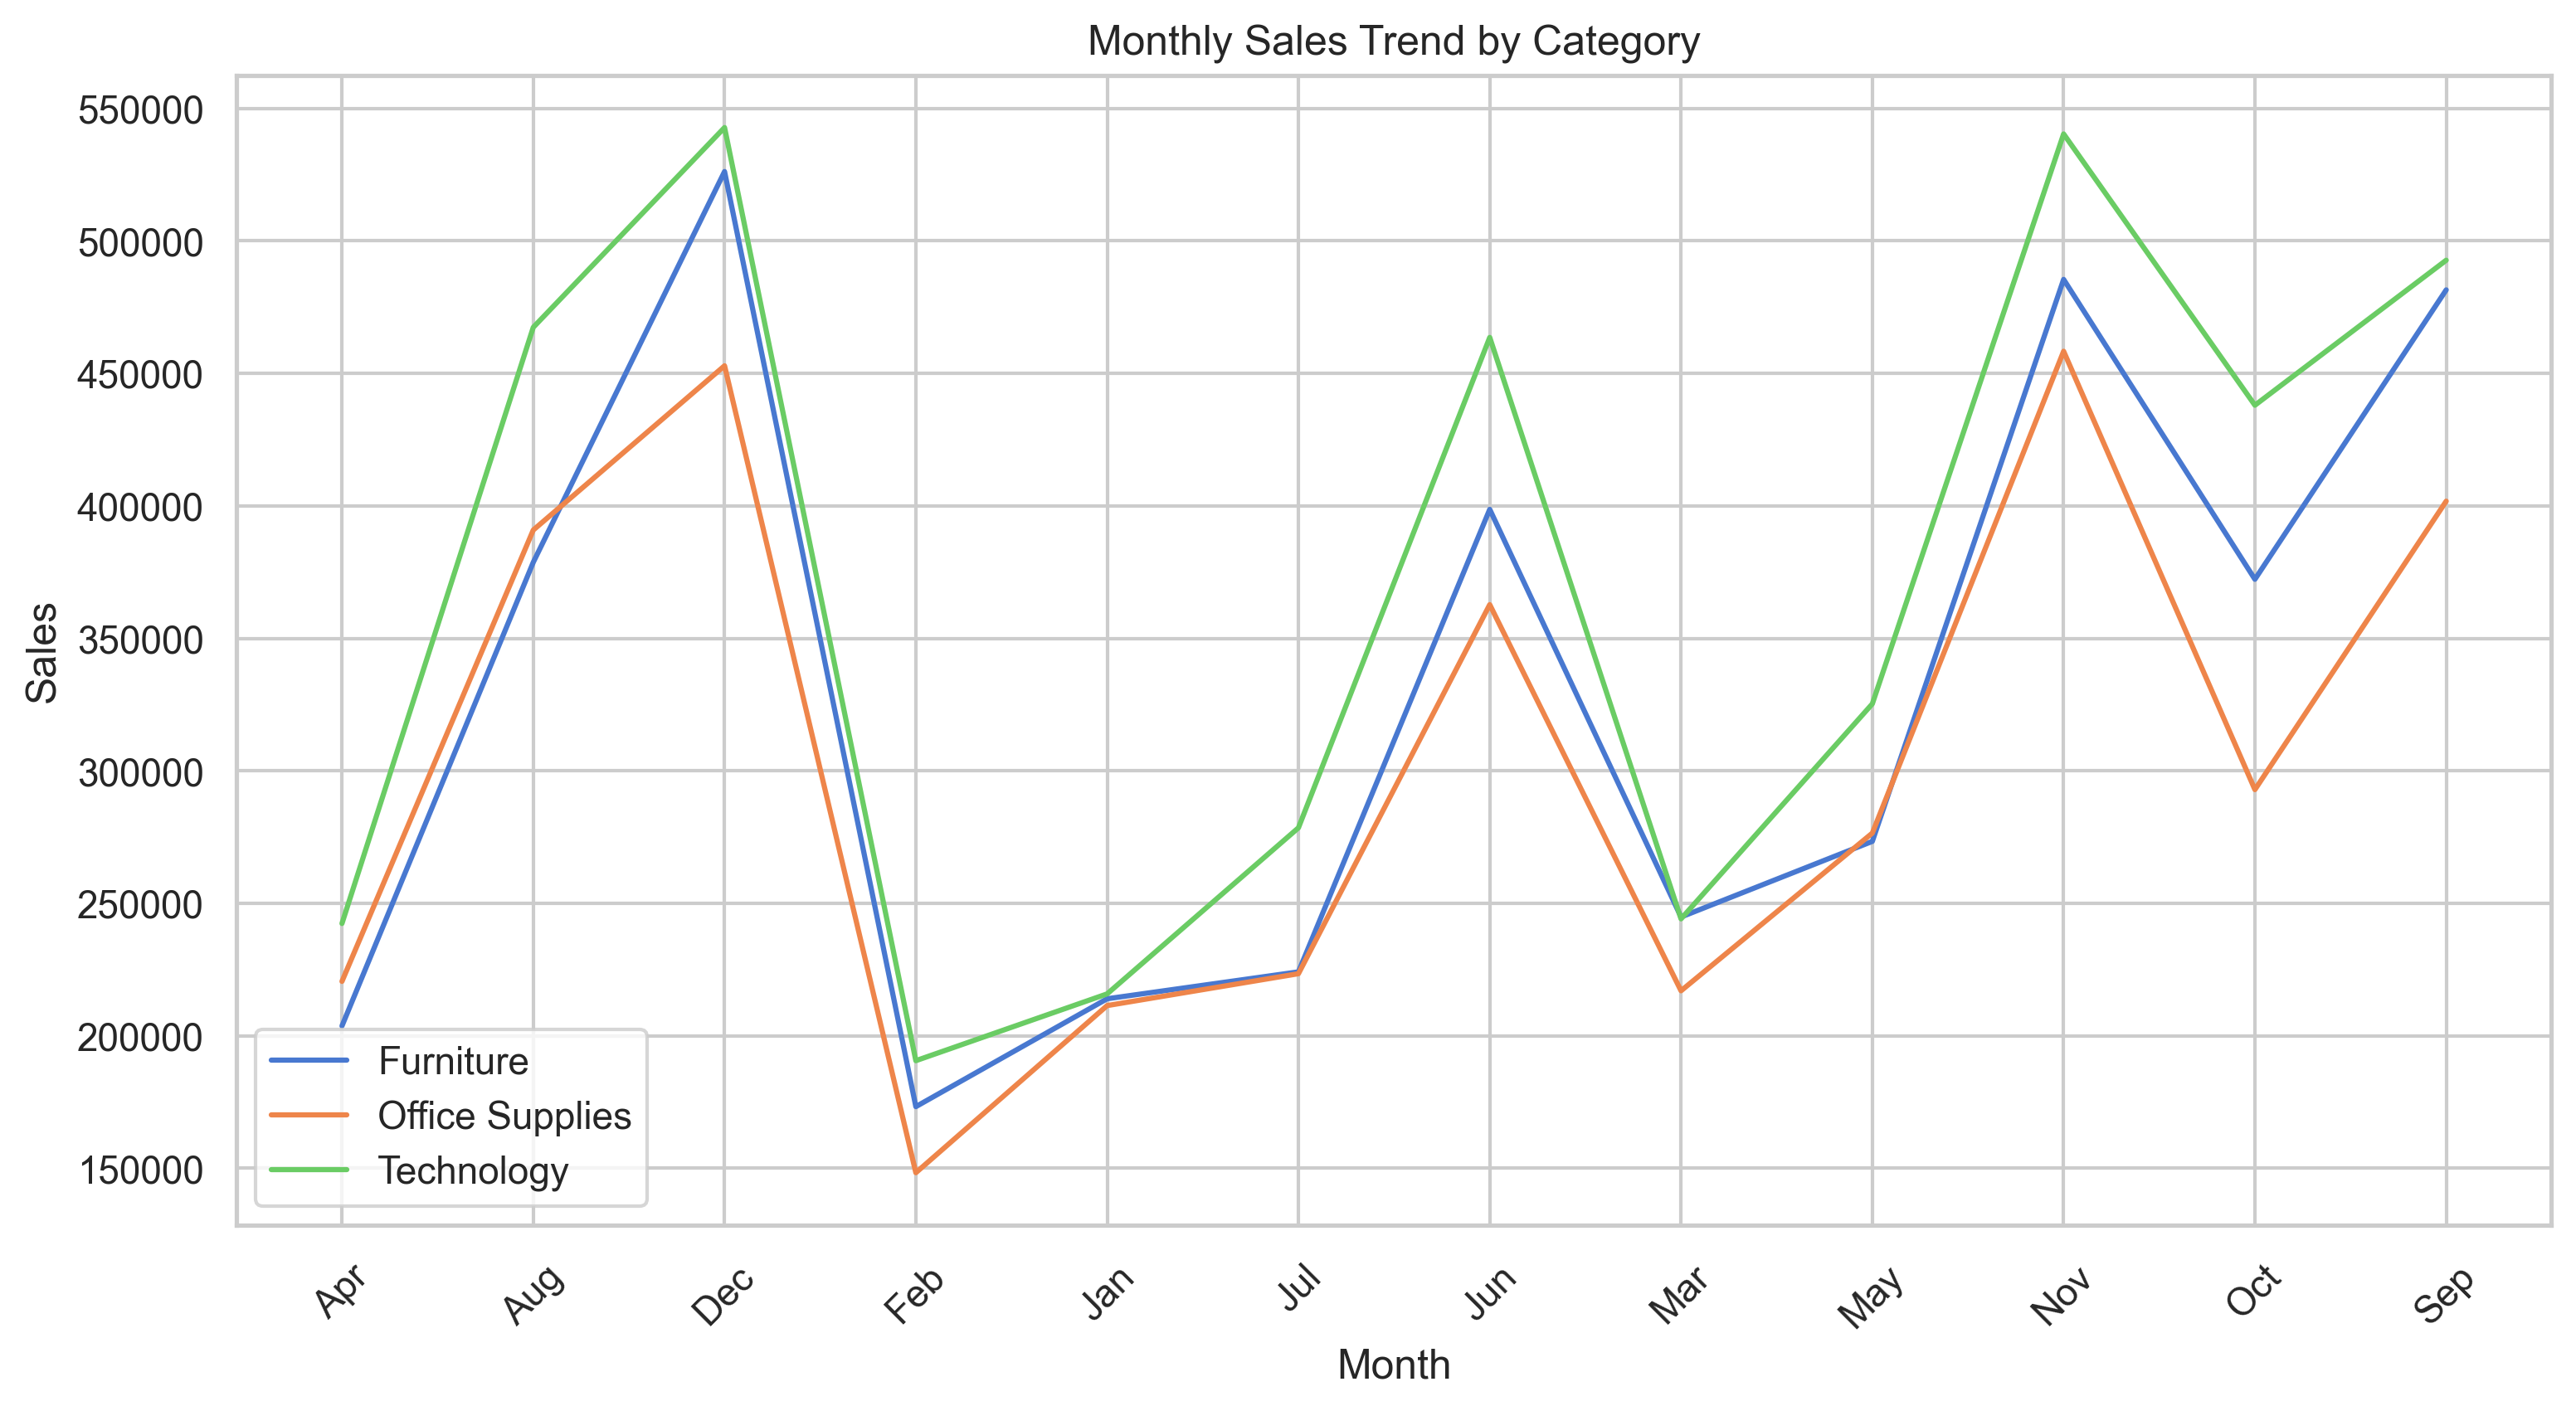 Monthly Sales Trend by Category
Sales
550000
500000
450000
400000
350000
300000
250000
200000
150000
Furniture
Office Supplies
Technology
Apr
Aug
Dec
Feb
Jan
Jul
Jun
Mar
May
Nov
Oct
Sep
Month